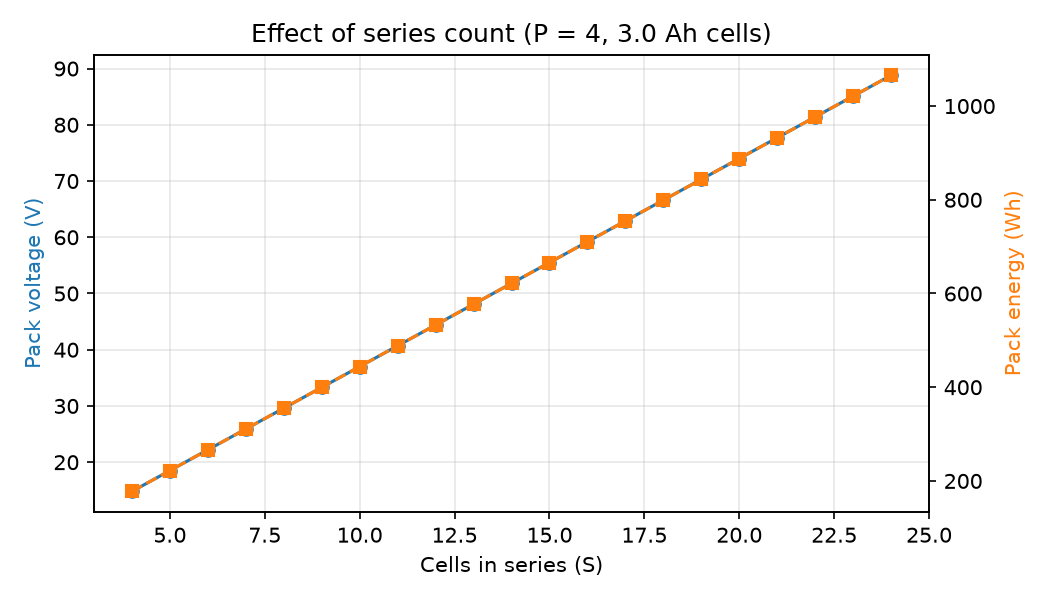 Effect of series count (P = 4, 3.0 Ah cells)
Pack voltage (V)
90
80
70
60
50
40
30
20
1000
800
600
400
200
Pack energy (Wh)
5.0 7.5 10.0 12.5 15.0 17.5 20.0 22.5 25.0
Cells in series (S)